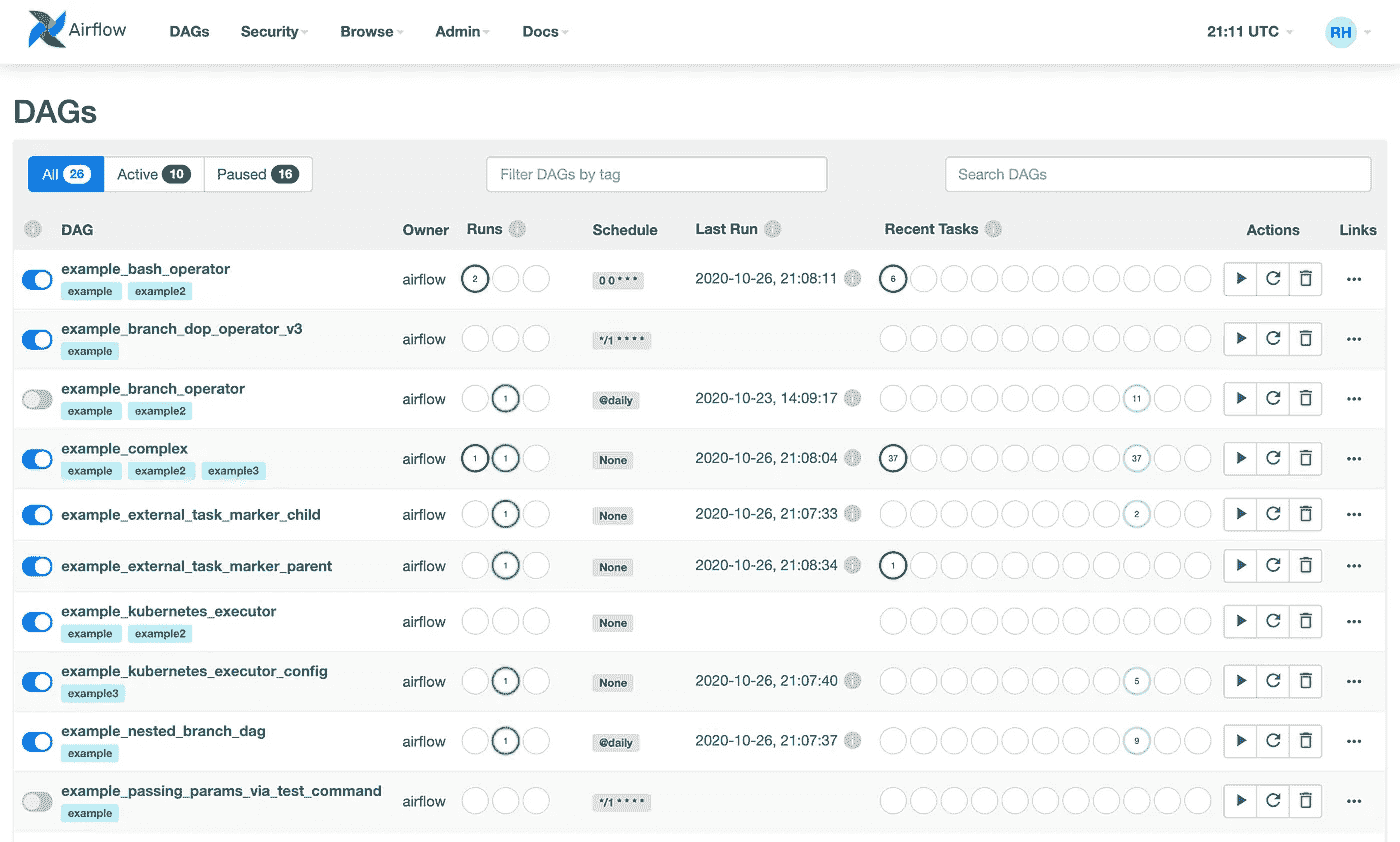 Airflow DAGs Security Browse Admin Docs 21:11 UTC RH
DAGs
All 26 Active 10 Paused 16 Filter DAGs by tag Search DAGs
DAG Owner Runs Schedule Last Run Recent Tasks Actions Links
example_bash_operator
example example2
airflow 2 0 0 * * * 2020-10-26, 21:08:11 6
example_branch_dop_operator_v3
example
airflow */1 * * * *
example_branch_operator
example example2
airflow 1 @daily 2020-10-23, 14:09:17 11
example_complex
example example2 example3
airflow 1 1 None 2020-10-26, 21:08:04 37 37
example_external_task_marker_child airflow 1 None 2020-10-26, 21:07:33 2
example_external_task_marker_parent airflow 1 None 2020-10-26, 21:08:34 1
example_kubernetes_executor
example example2
airflow None
example_kubernetes_executor_config
example3
airflow 1 None 2020-10-26, 21:07:40 5
example_nested_branch_dag
example
airflow 1 @daily 2020-10-26, 21:07:37 9
example_passing_params_via_test_command
example
airflow */1 * * * *